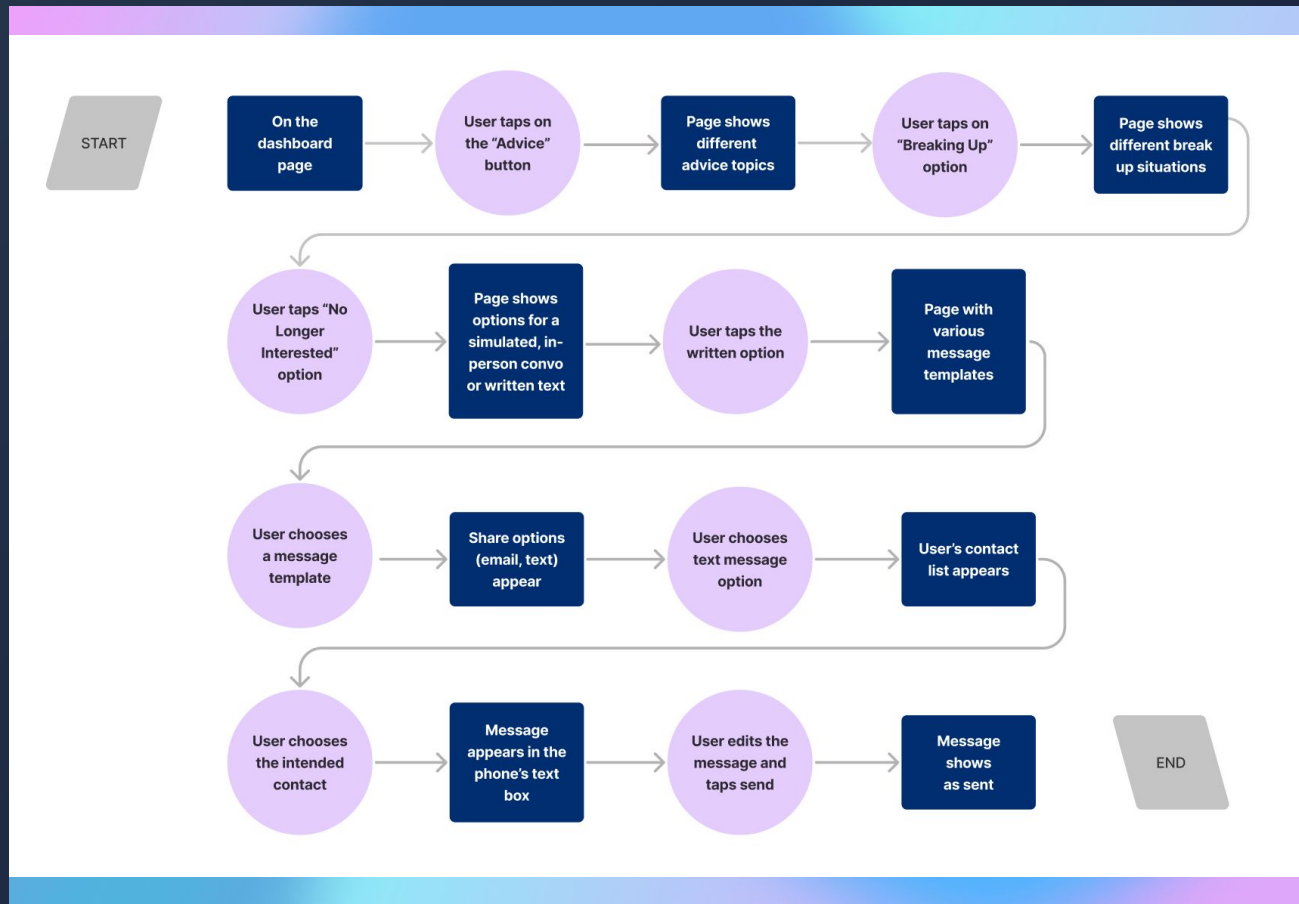 START
On the
dashboard
page
User taps on
the “Advice”
button
Page shows
different
advice topics
User taps on
“Breaking Up”
option
Page shows
different break
up situations
User taps “No
Longer
Interested”
option
Page shows
options for a
simulated, in-
person convo
or written text
User taps the
written option
Page with
various
message
templates
User chooses
a message
template
Share options
(email, text)
appear
User chooses
text message
option
User’s contact
list appears
User chooses
the intended
contact
Message
appears in the
phone’s text
box
User edits the
message and
taps send
Message
shows
as sent
END